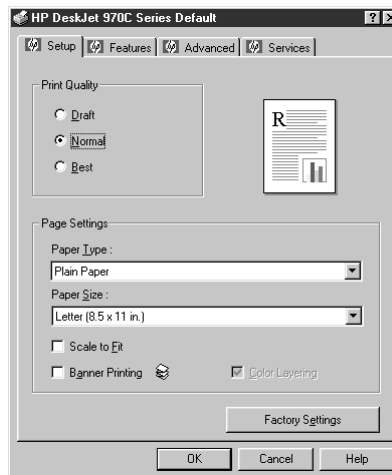 HP DeskJet 970C Series Default
Setup Features Advanced Services
Print Quality
Draft
Normal
Best
R
Page Settings
Paper Type :
Plain Paper
Paper Size :
Letter (8.5 x 11 in.)
Scale to Fit
Banner Printing Color Layering
Factory Settings
OK Cancel Help